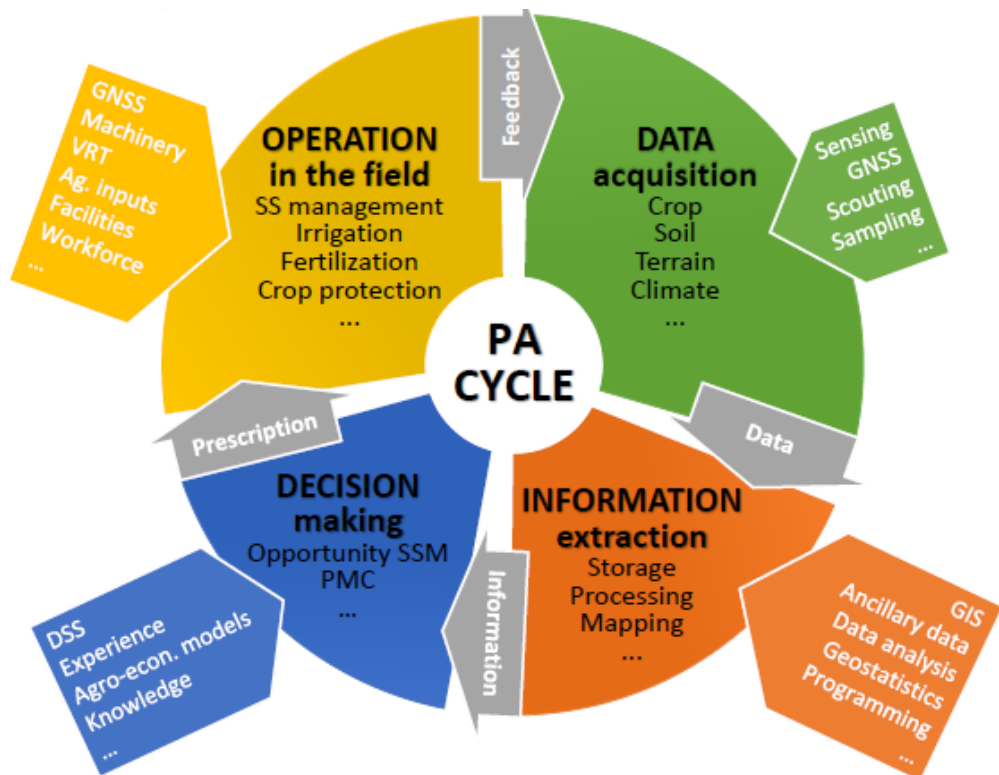 GNSS
Machinery
VRT
Ag. inputs
Facilities
Workforce
...
OPERATION
in the field
SS management
Irrigation
Fertilization
Crop protection
...
Feedback
DATA
acquisition
Crop
Soil
Terrain
Climate
...
Sensing
GNSS
Scouting
Sampling
...
PA
CYCLE
Prescription
Data
DECISION
making
Opportunity SSM
PMC
...
Information
INFORMATION
extraction
Storage
Processing
Mapping
...
DSS
Experience
Agro-econ. models
Knowledge
...
GIS
Ancillary data
Data analysis
Geostatistics
Programming
...